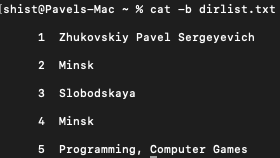 [shist@Pavels-Mac ~ % cat -b dirlist.txt
1 Zhukovskiy Pavel Sergeyevich
2 Minsk
3 Slobodskaya
4 Minsk
5 Programming, Computer Games